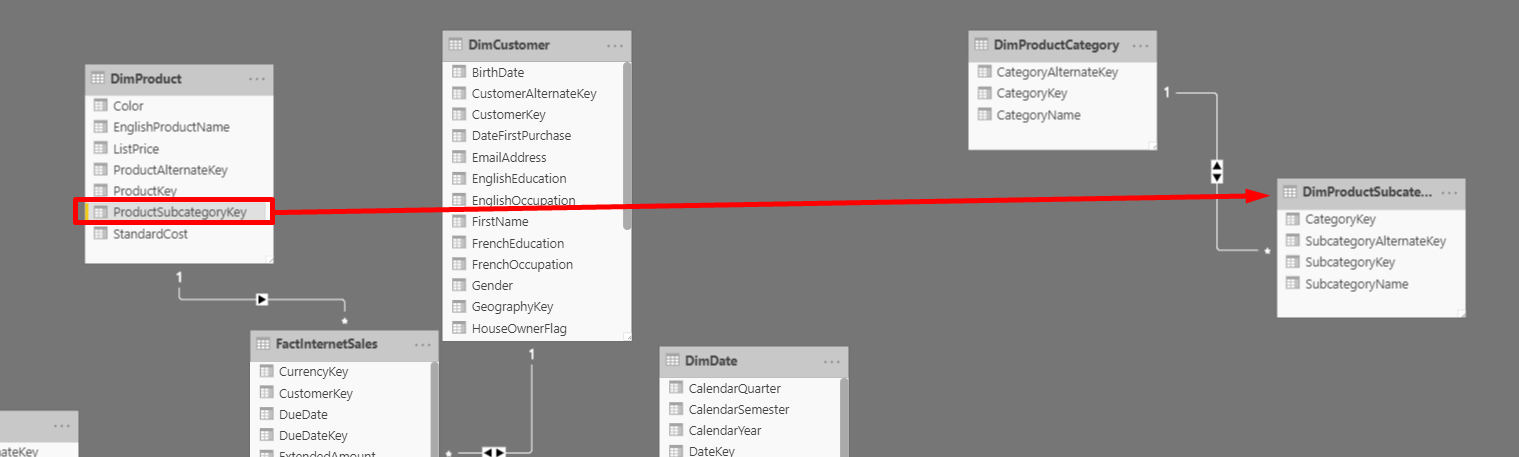 DimProduct
Color
EnglishProductName
ListPrice
ProductAlternateKey
ProductKey
ProductSubcategoryKey
StandardCost
1
*
DimCustomer
BirthDate
CustomerAlternateKey
CustomerKey
DateFirstPurchase
EmailAddress
EnglishEducation
EnglishOccupation
FirstName
FrenchEducation
FrenchOccupation
Gender
GeographyKey
HouseOwnerFlag
1
*
DimProductCategory
CategoryAlternateKey
CategoryKey
CategoryName
1
*
DimProductSubcate...
CategoryKey
SubcategoryAlternateKey
SubcategoryKey
SubcategoryName
FactInternetSales
CurrencyKey
CustomerKey
DueDate
DueDateKey
ExtendedAmount
DimDate
CalendarQuarter
CalendarSemester
CalendarYear
DateKey
nateKey